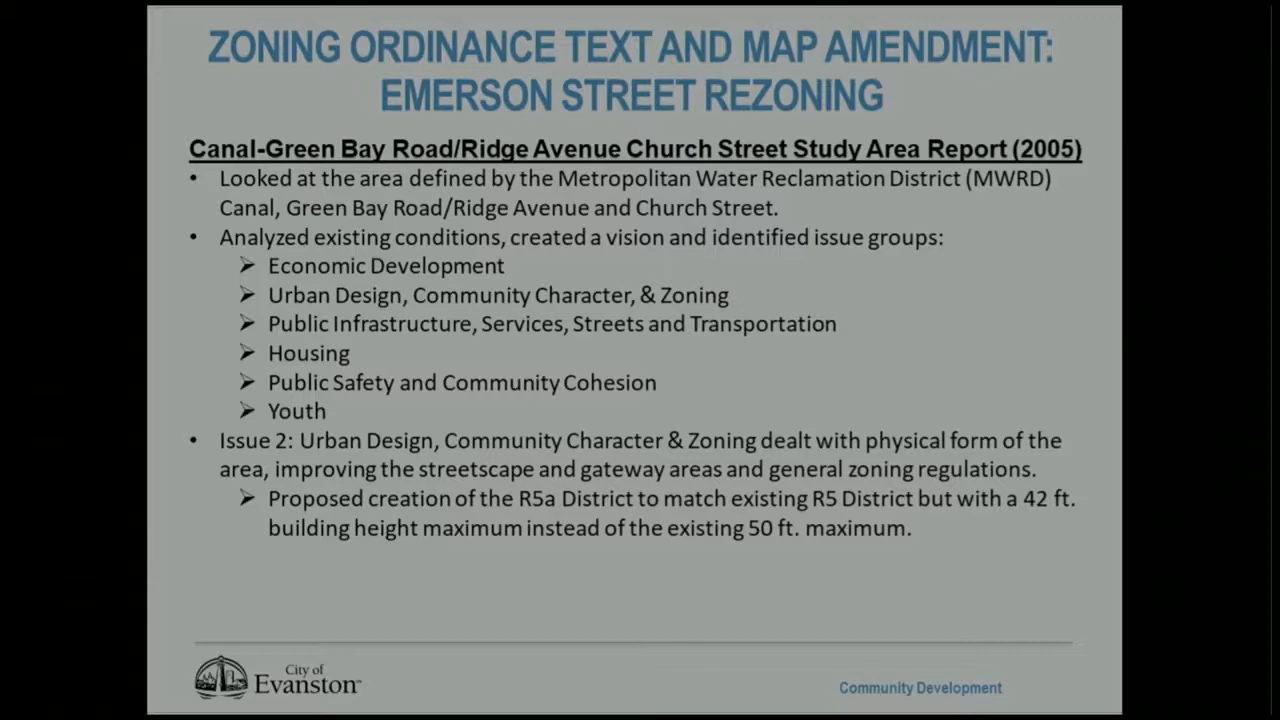 ZONING ORDINANCE TEXT AND MAP AMENDMENT:
EMERSON STREET REZONING
Canal-Green Bay Road/Ridge Avenue Church Street Study Area Report (2005)
• Looked at the area defined by the Metropolitan Water Reclamation District (MWRD)
Canal, Green Bay Road/Ridge Avenue and Church Street.
• Analyzed existing conditions, created a vision and identified issue groups:
➢ Economic Development
➢ Urban Design, Community Character, & Zoning
➢ Public Infrastructure, Services, Streets and Transportation
➢ Housing
➢ Public Safety and Community Cohesion
➢ Youth
• Issue 2: Urban Design, Community Character & Zoning dealt with physical form of the
area, improving the streetscape and gateway areas and general zoning regulations.
➢ Proposed creation of the R5a District to match existing R5 District but with a 42 ft.
building height maximum instead of the existing 50 ft. maximum.
City of
Evanston™
Community Development